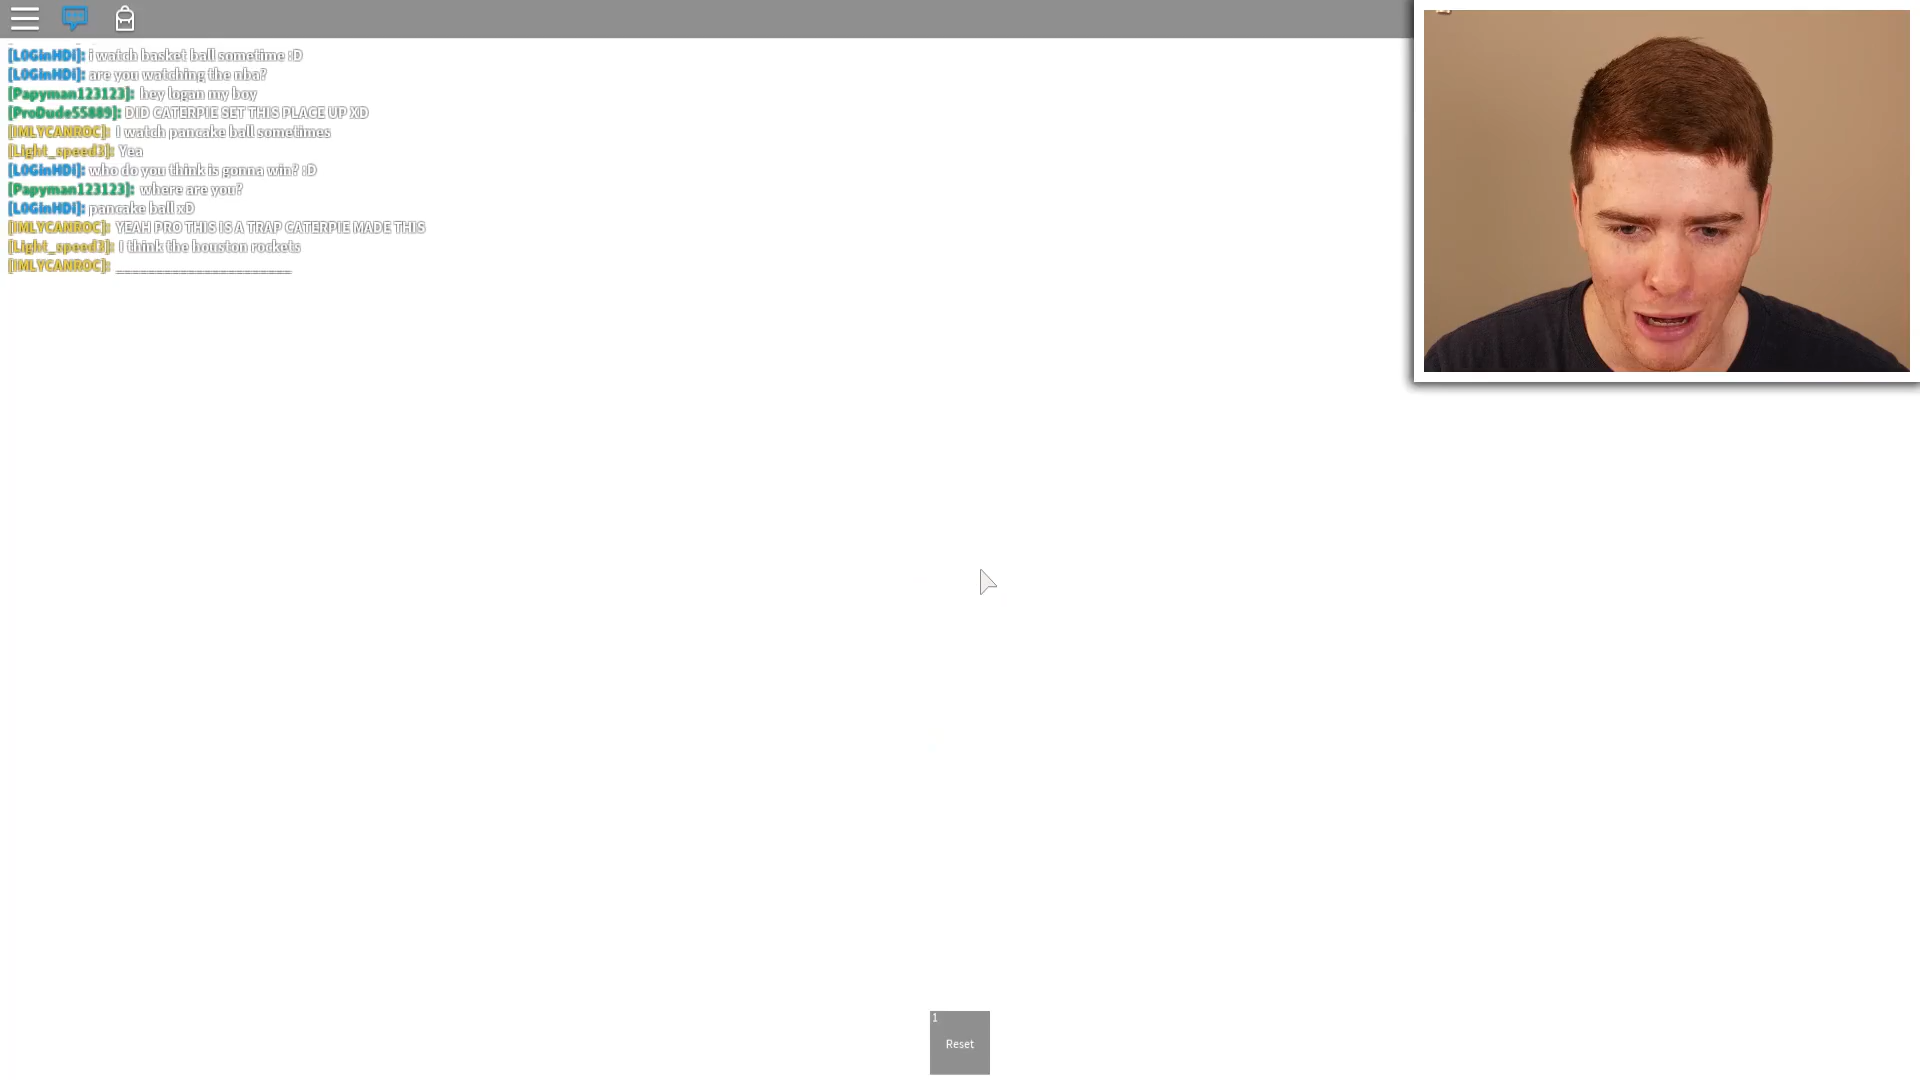 [L0GinHDi]: i watch basket ball sometime :D
[L0GinHDi]: are you watching the nba?
[Papyman123123]: hey logan my boy
[ProDude55889]: DID CATERPIE SET THIS PLACE UP XD
[IMLYCANROC]: I watch pancake ball sometimes
[Light_speed3]: Yea
[L0GinHDi]: who do you think is gonna win? :D
[Papyman123123]: where are you?
[L0GinHDi]: pancake ball xD
[IMLYCANROC]: YEAH PRO THIS IS A TRAP CATERPIE MADE THIS
[Light_speed3]: I think the houston rockets
[IMLYCANROC]: ______________________
1
Reset